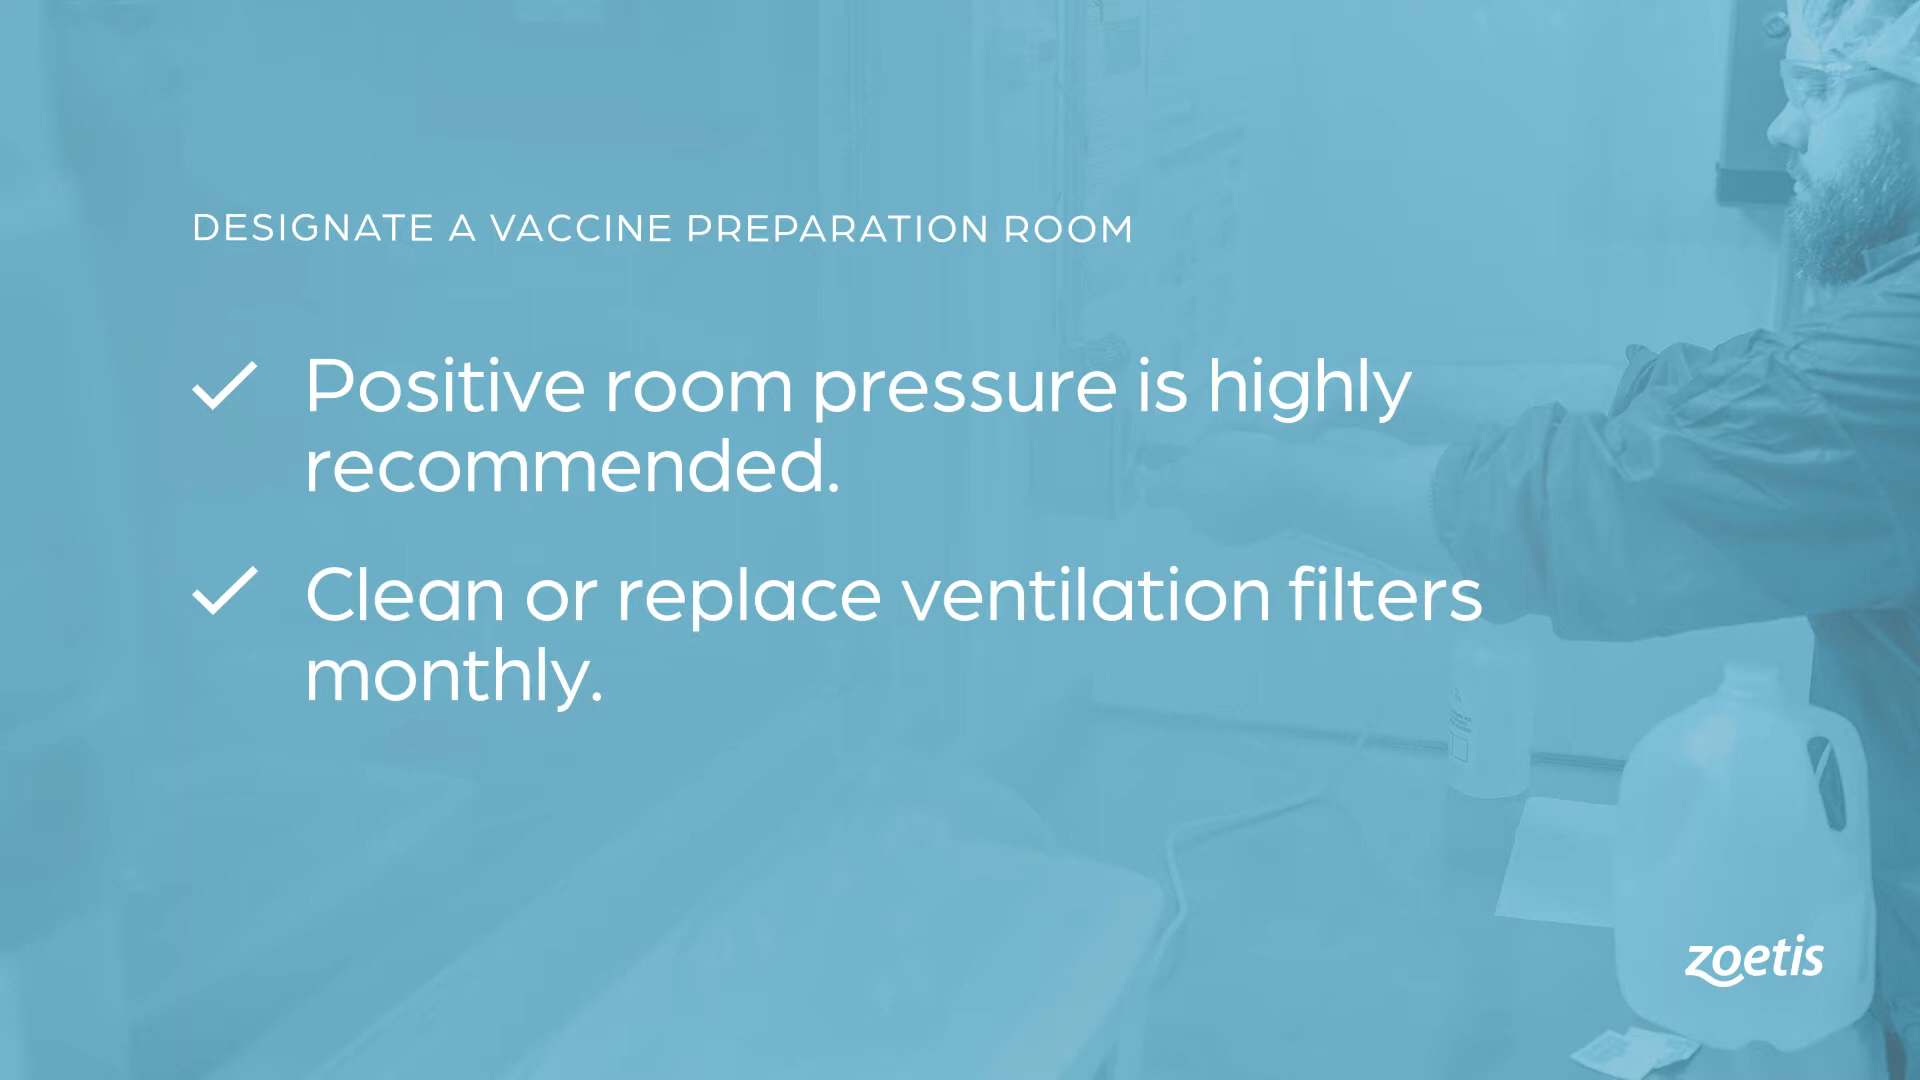 DESIGNATE A VACCINE PREPARATION ROOM
Positive room pressure is highly
recommended.
Clean or replace ventilation filters
monthly.
zoetis